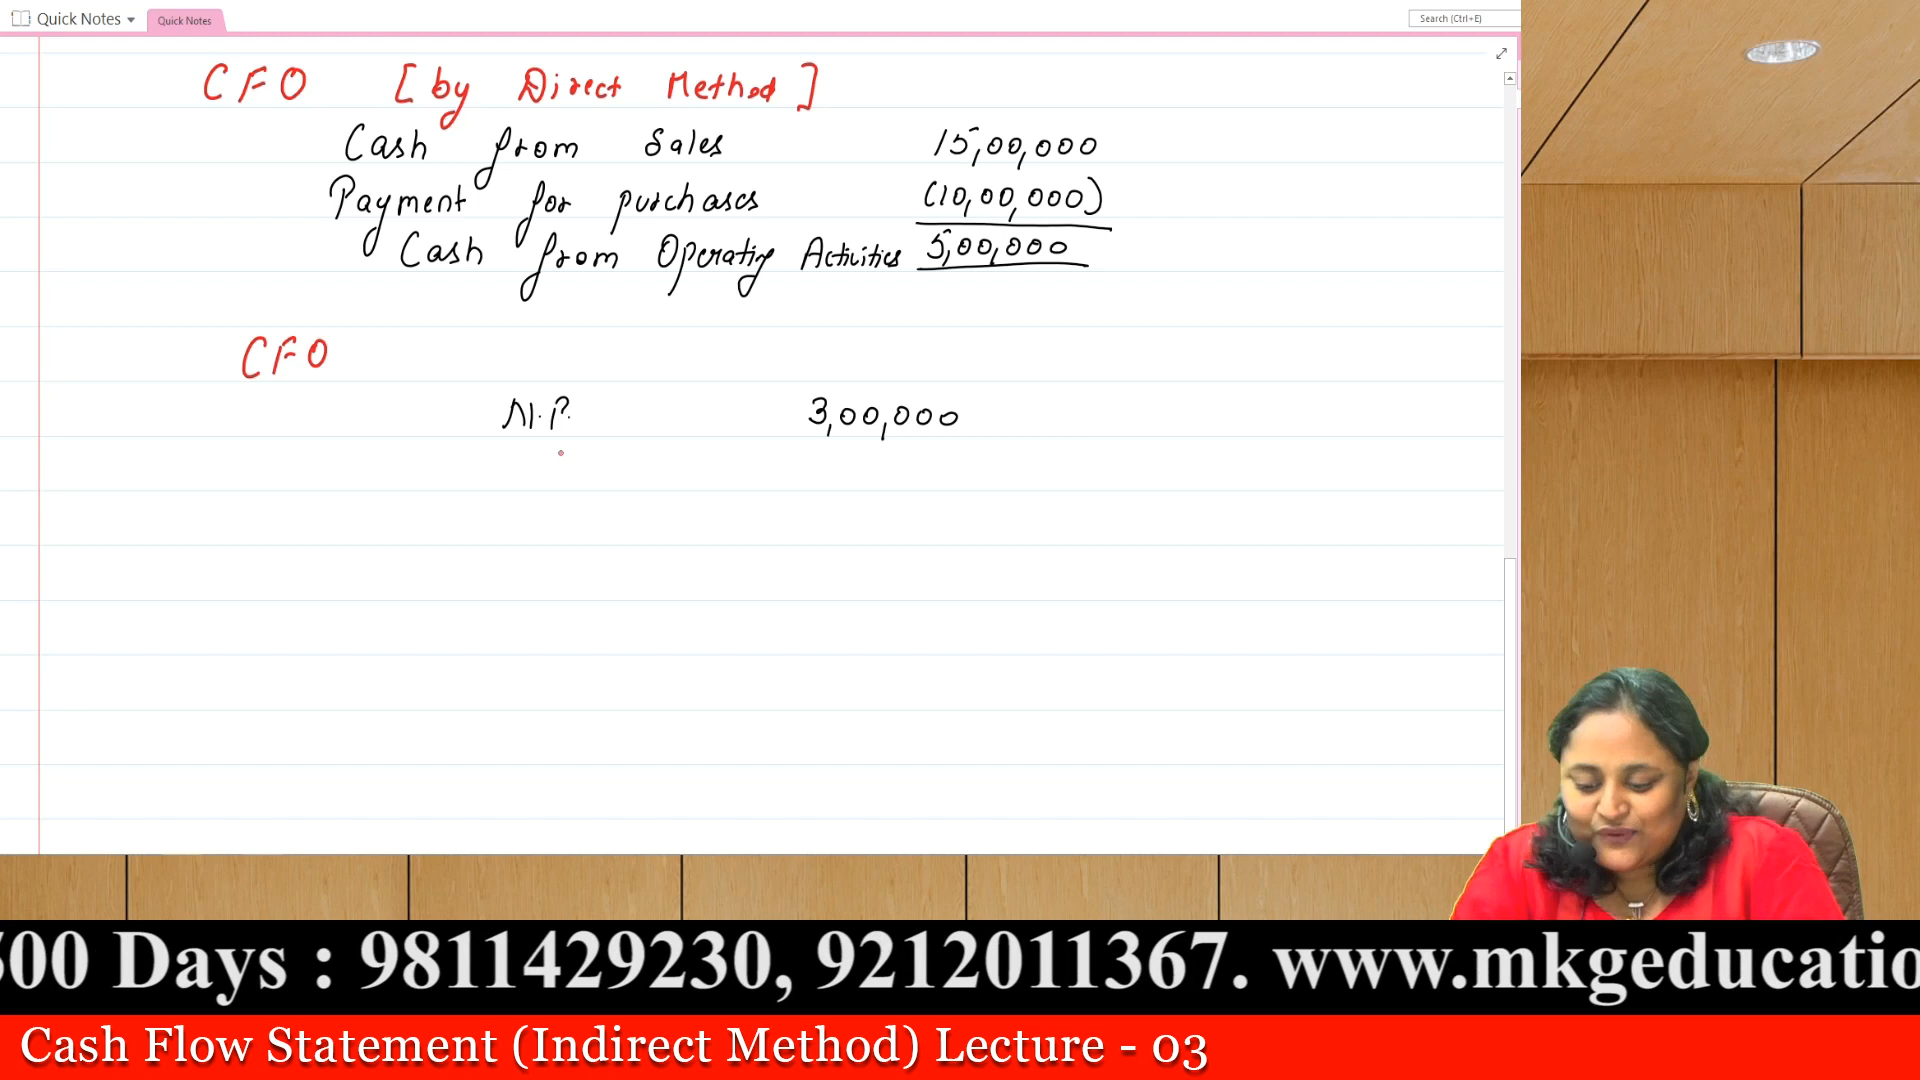 Quick Notes
Quick Notes
Search (Ctrl+E)
CFO [by Direct Method]
Cash from Sales 15,00,000
Payment for purchases (10,00,000)
Cash from Operating Activities 5,00,000
CFO
N.P. 3,00,000
500 Days : 9811429230, 9212011367. www.mkgeducatio
Cash Flow Statement (Indirect Method) Lecture - 03